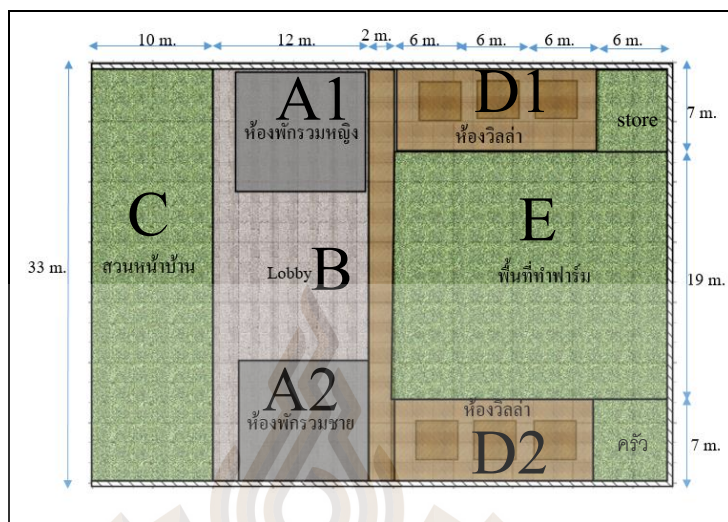 10 m.
12 m.
2 m.
6 m.
6 m.
6 m.
6 m.
A1
ห้องพักรวมหญิง
D1
ห้องวิลล่า
store
7 m.
C
สวนหน้าบ้าน
33 m.
Lobby B
E
พื้นที่ทำฟาร์ม
19 m.
A2
ห้องพักรวมชาย
ห้องวิลล่า
D2
ครัว
7 m.